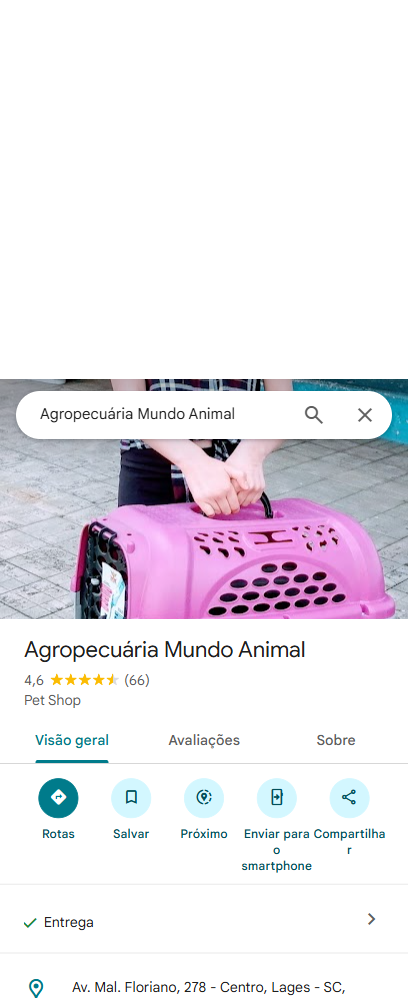 Agropecuária Mundo Animal
Agropecuária Mundo Animal
4,6 (66)
Pet Shop
Visão geral Avaliações Sobre
Rotas Salvar Próximo Enviar para o smartphone Compartilhar
Entrega
Av. Mal. Floriano, 278 - Centro, Lages - SC,